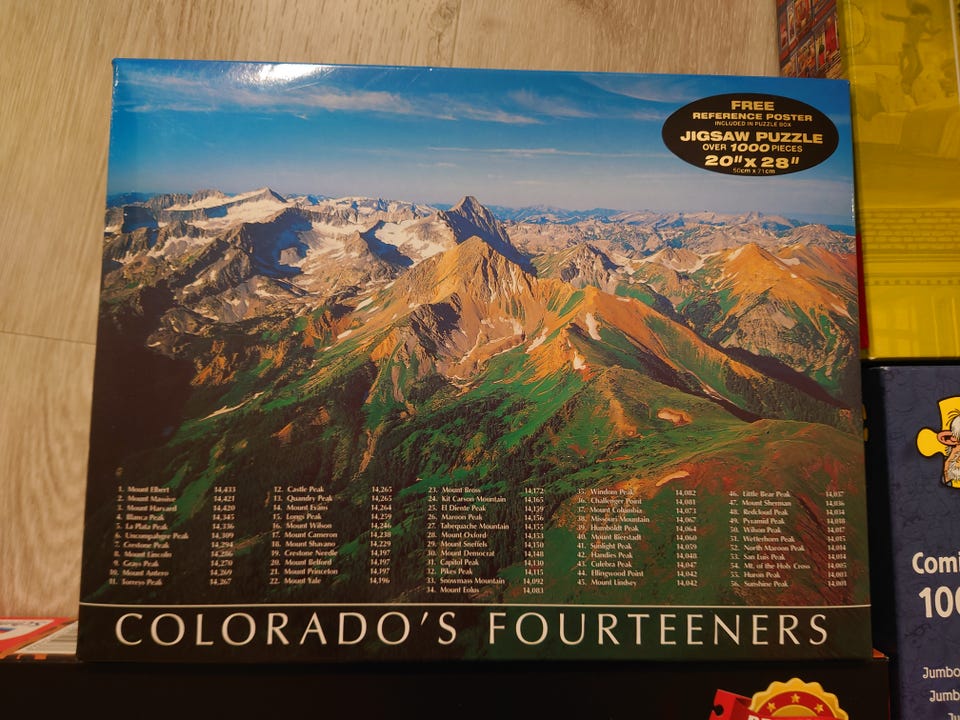 FREE
REFERENCE POSTER
INCLUDED IN PUZZLE BOX
JIGSAW PUZZLE
OVER 1000 PIECES
20" X 28"
50cm x 71cm
1. Mount Elbert 14,433
2. Mount Massive 14,421
3. Mount Harvard 14,420
4. Blanca Peak 14,345
5. La Plata Peak 14,336
6. Uncompahgre Peak 14,309
7. Crestone Peak 14,294
8. Mount Lincoln 14,286
9. Grays Peak 14,270
10. Mount Antero 14,269
11. Torreys Peak 14,267
12. Castle Peak 14,265
13. Quandry Peak 14,265
14. Mount Evans 14,264
15. Longs Peak 14,259
16. Mount Wilson 14,246
17. Mount Cameron 14,238
18. Mount Shavano 14,229
19. Crestone Needle 14,197
20. Mount Belford 14,197
21. Mount Princeton 14,197
22. Mount Yale 14,196
23. Mount Bross 14,172
24. Kit Carson Mountain 14,165
25. El Diente Peak 14,159
26. Maroon Peak 14,156
27. Tabequache Mountain 14,155
28. Mount Oxford 14,153
29. Mount Sneffels 14,150
30. Mount Democrat 14,148
31. Capitol Peak 14,130
32. Pikes Peak 14,115
33. Snowmass Mountain 14,092
34. Mount Eolus 14,083
35. Windom Peak 14,082
36. Challenger Point 14,081
37. Mount Columbia 14,073
38. Missouri Mountain 14,067
39. Humboldt Peak 14,064
40. Mount Bierstadt 14,060
41. Sunlight Peak 14,059
42. Handies Peak 14,048
43. Culebra Peak 14,047
44. Ellingwood Point 14,042
45. Mount Lindsey 14,042
46. Little Bear Peak 14,037
47. Mount Sherman 14,036
48. Redcloud Peak 14,034
49. Pyramid Peak 14,018
50. Wilson Peak 14,017
51. Wetterhorn Peak 14,015
52. North Maroon Peak 14,014
53. San Luis Peak 14,014
54. Mt. of the Holy Cross 14,005
55. Huron Peak 14,003
56. Sunshine Peak 14,001
COLORADO'S FOURTEENERS
Comi
100
Jumbo
Jumb